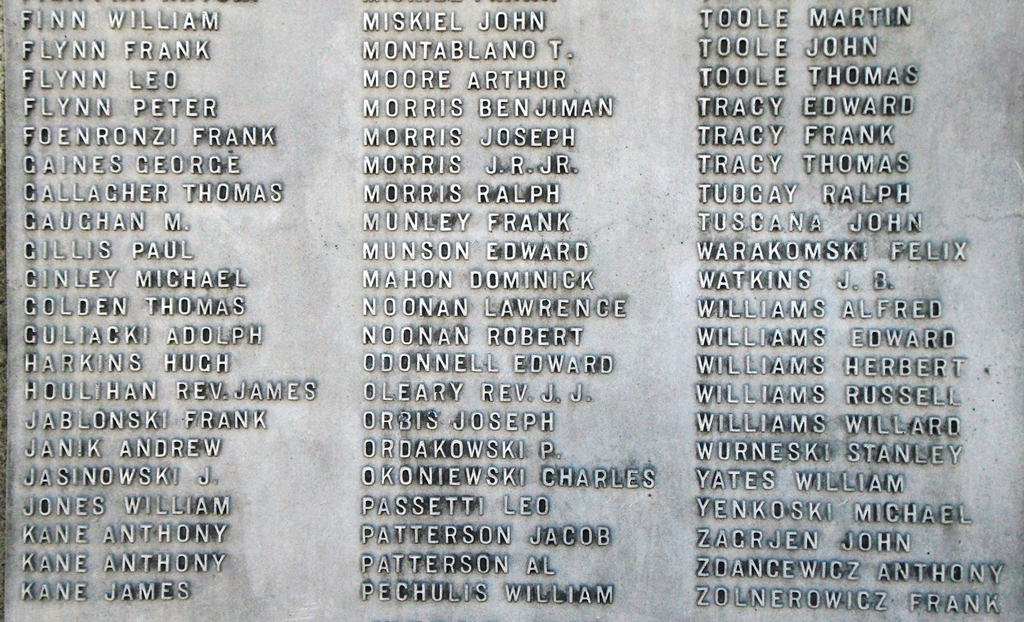 FINN WILLIAM
FLYNN FRANK
FLYNN LEO
FLYNN PETER
FOENRONZI FRANK
GAINES GEORGE
GALLAGHER THOMAS
GAUGHAN M.
GILLIS PAUL
GINLEY MICHAEL
GOLDEN THOMAS
GULIACKI ADOLPH
HARKINS HUGH
HOULIHAN REV. JAMES
JABLONSKI FRANK
JANIK ANDREW
JASINOWSKI J.
JONES WILLIAM
KANE ANTHONY
KANE ANTHONY
KANE JAMES
MISKIEL JOHN
MONTABLANO T.
MOORE ARTHUR
MORRIS BENJIMAN
MORRIS JOSEPH
MORRIS J.R.JR.
MORRIS RALPH
MUNLEY FRANK
MUNSON EDWARD
MAHON DOMINICK
NOONAN LAWRENCE
NOONAN ROBERT
ODONNELL EDWARD
OLEARY REV. J. J.
ORBIS JOSEPH
ORDAKOWSKI P.
OKONIEWSKI CHARLES
PASSETTI LEO
PATTERSON JACOB
PATTERSON AL
PECHULIS WILLIAM
TOOLE MARTIN
TOOLE JOHN
TOOLE THOMAS
TRACY EDWARD
TRACY FRANK
TRACY THOMAS
TUDGAY RALPH
TUSCANA JOHN
WARAKOMSKI FELIX
WATKINS J. B.
WILLIAMS ALFRED
WILLIAMS EDWARD
WILLIAMS HERBERT
WILLIAMS RUSSELL
WILLIAMS WILLARD
WURNESKI STANLEY
YATES WILLIAM
YENKOSKI MICHAEL
ZAGRJEN JOHN
ZDANCEWICZ ANTHONY
ZOLNEROWICZ FRANK